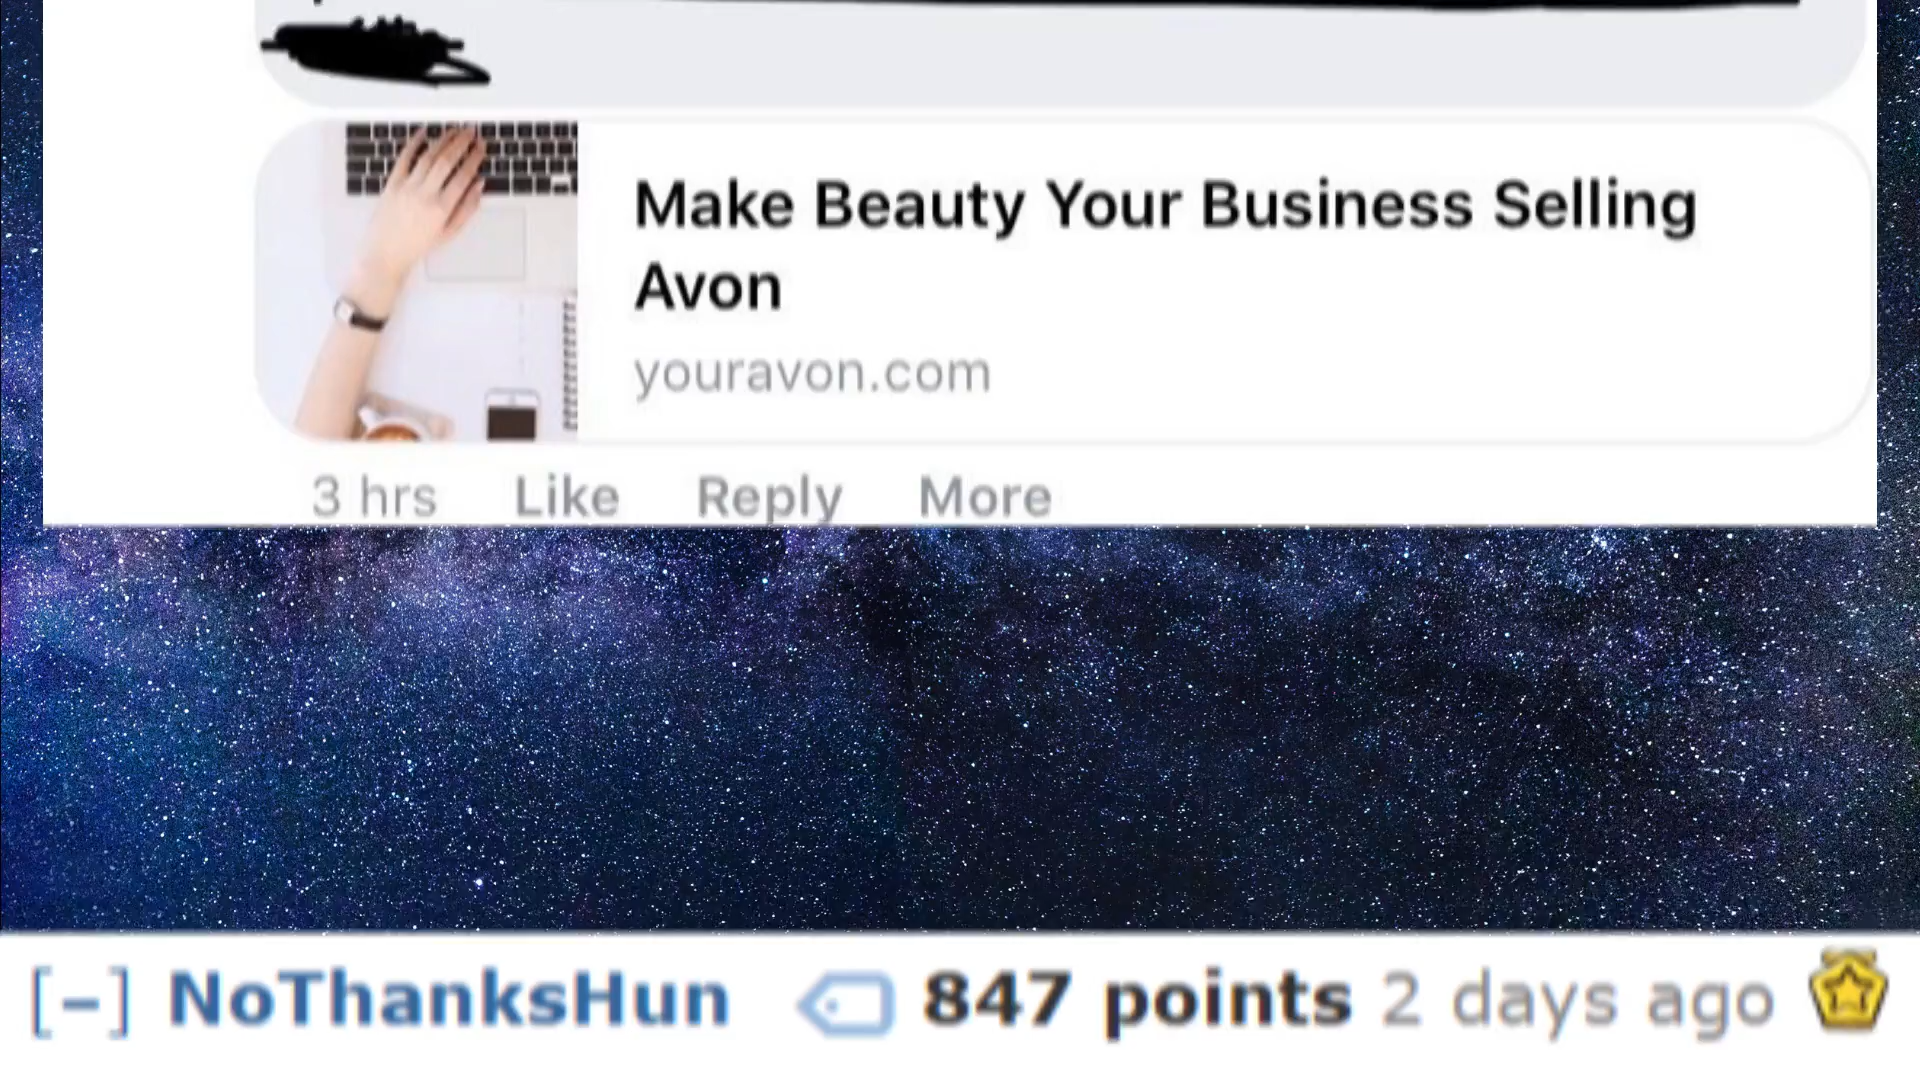 Make Beauty Your Business Selling
Avon
youravon.com
3 hrs Like Reply More
[–] NoThanksHun 847 points 2 days ago